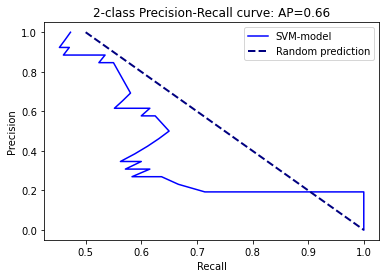 2-class Precision-Recall curve: AP=0.66
SVM-model
Random prediction
Precision
1.0
0.8
0.6
0.4
0.2
0.0
0.5 0.6 0.7 0.8 0.9 1.0
Recall